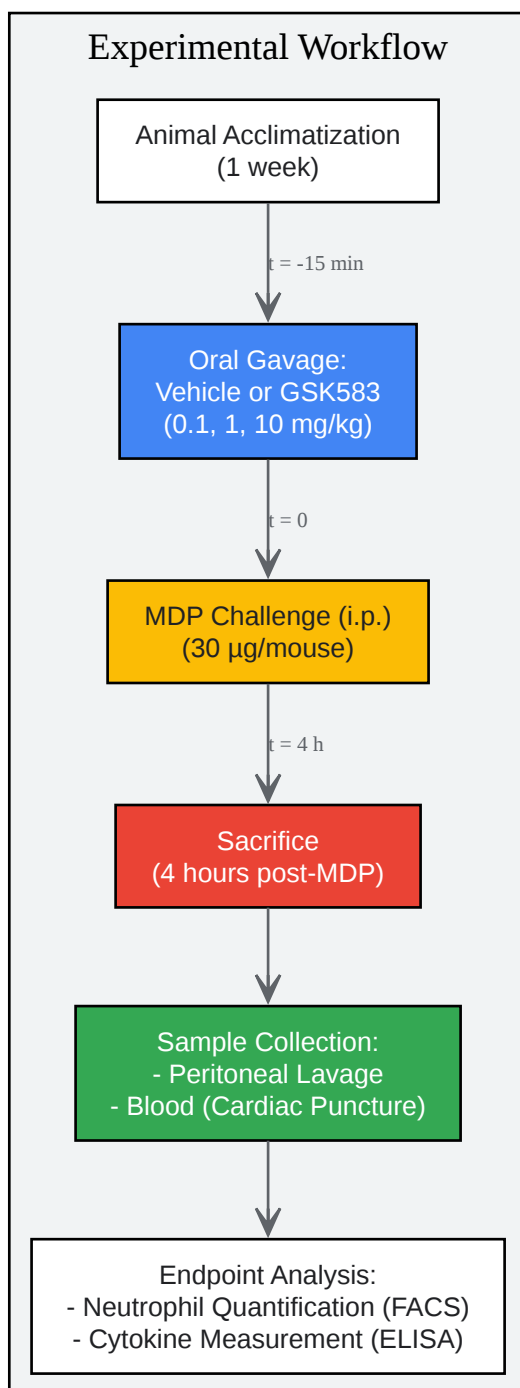 Experimental Workflow
Animal Acclimatization
(1 week)
t = -15 min
Oral Gavage:
Vehicle or GSK583
(0.1, 1, 10 mg/kg)
t = 0
MDP Challenge (i.p.)
(30 µg/mouse)
t = 4 h
Sacrifice
(4 hours post-MDP)
Sample Collection:
- Peritoneal Lavage
- Blood (Cardiac Puncture)
Endpoint Analysis:
- Neutrophil Quantification (FACS)
- Cytokine Measurement (ELISA)